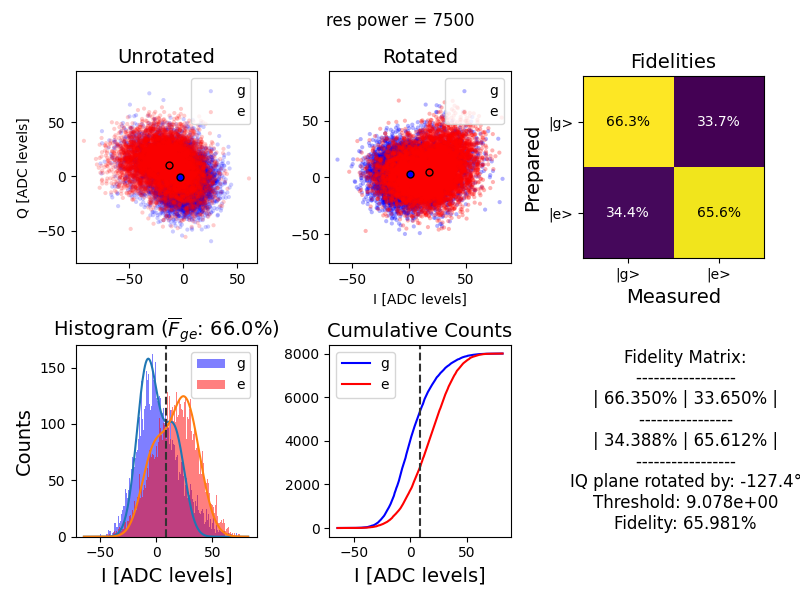 res power = 7500
Unrotated
g
e
50
0
−50
−50
0
50
Q [ADC levels]
Rotated
g
e
50
0
−50
−50
0
50
I [ADC levels]
Fidelities
|g>
|e>
66.3%
33.7%
34.4%
65.6%
|g>
|e>
Prepared
Measured
Histogram (F̅ge: 66.0%)
g
e
150
100
50
0
−50
0
50
Counts
I [ADC levels]
Cumulative Counts
g
e
8000
6000
4000
2000
0
−50
0
50
I [ADC levels]
Fidelity Matrix:
-----------------
| 66.350% | 33.650% |
----------------
| 34.388% | 65.612% |
-----------------
IQ plane rotated by: -127.4°
Threshold: 9.078e+00
Fidelity: 65.981%